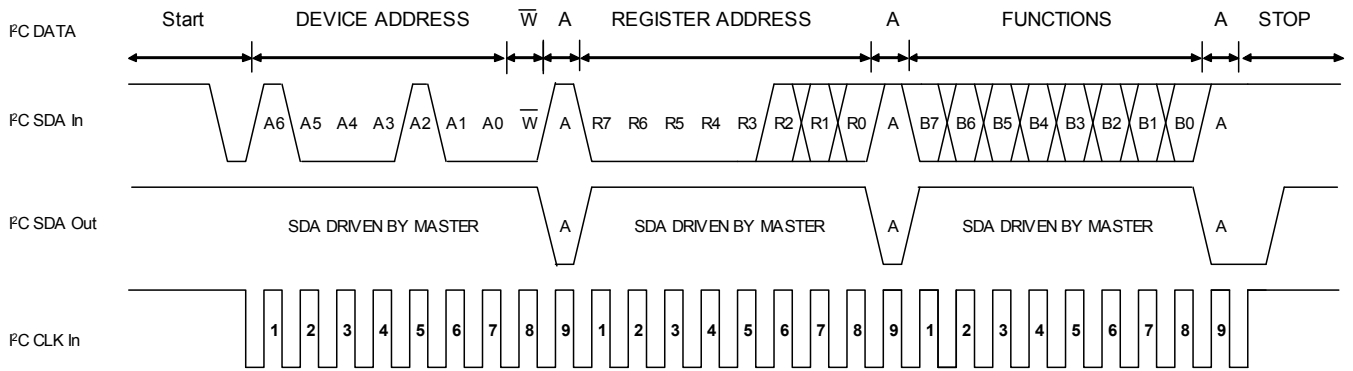 I²C DATA Start DEVICE ADDRESS W̅ A REGISTER ADDRESS A FUNCTIONS A STOP
I²C SDA In A6 A5 A4 A3 A2 A1 A0 W̅ A R7 R6 R5 R4 R3 R2 R1 R0 A B7 B6 B5 B4 B3 B2 B1 B0 A
I²C SDA Out SDA DRIVEN BY MASTER A SDA DRIVEN BY MASTER A SDA DRIVEN BY MASTER A
I²C CLK In 1 2 3 4 5 6 7 8 9 1 2 3 4 5 6 7 8 9 1 2 3 4 5 6 7 8 9